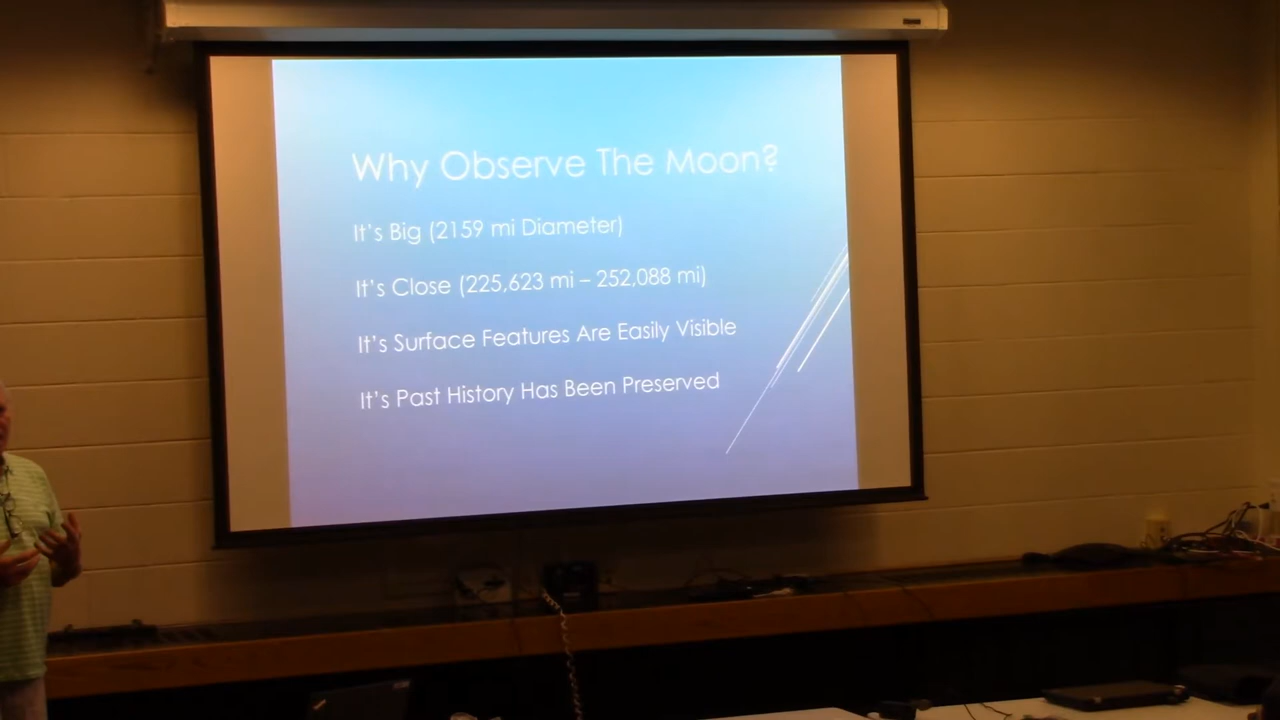 Why Observe The Moon?
It's Big (2159 mi Diameter)
It's Close (225,623 mi – 252,088 mi)
It's Surface Features Are Easily Visible
It's Past History Has Been Preserved